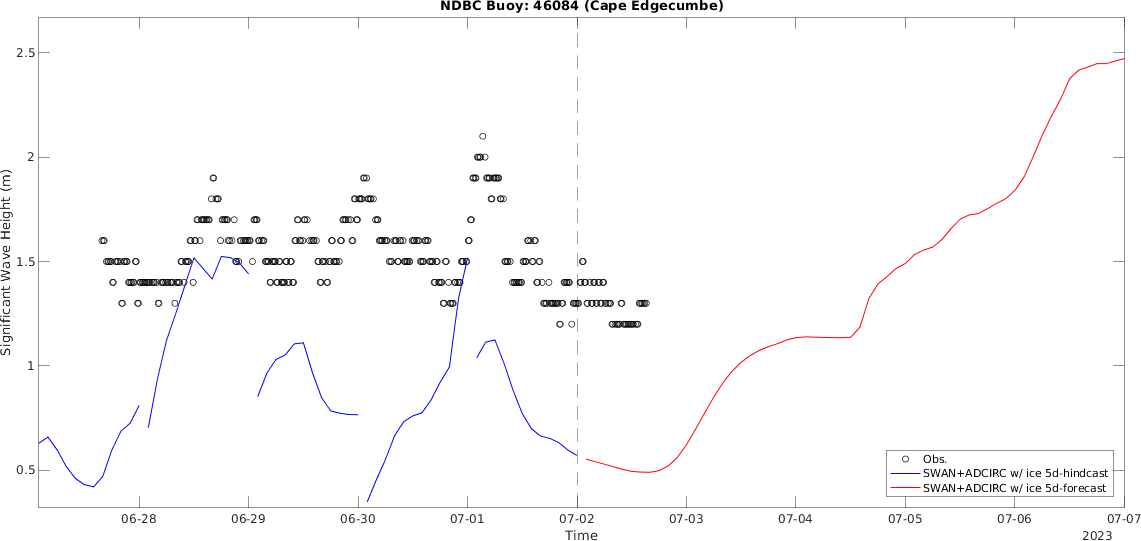 NDBC Buoy: 46084 (Cape Edgecumbe)
2.5
2
1.5
1
0.5
Significant Wave Height (m)
Obs.
SWAN+ADCIRC w/ ice 5d-hindcast
SWAN+ADCIRC w/ ice 5d-forecast
06-28 06-29 06-30 07-01 07-02 07-03 07-04 07-05 07-06 07-07
Time
2023